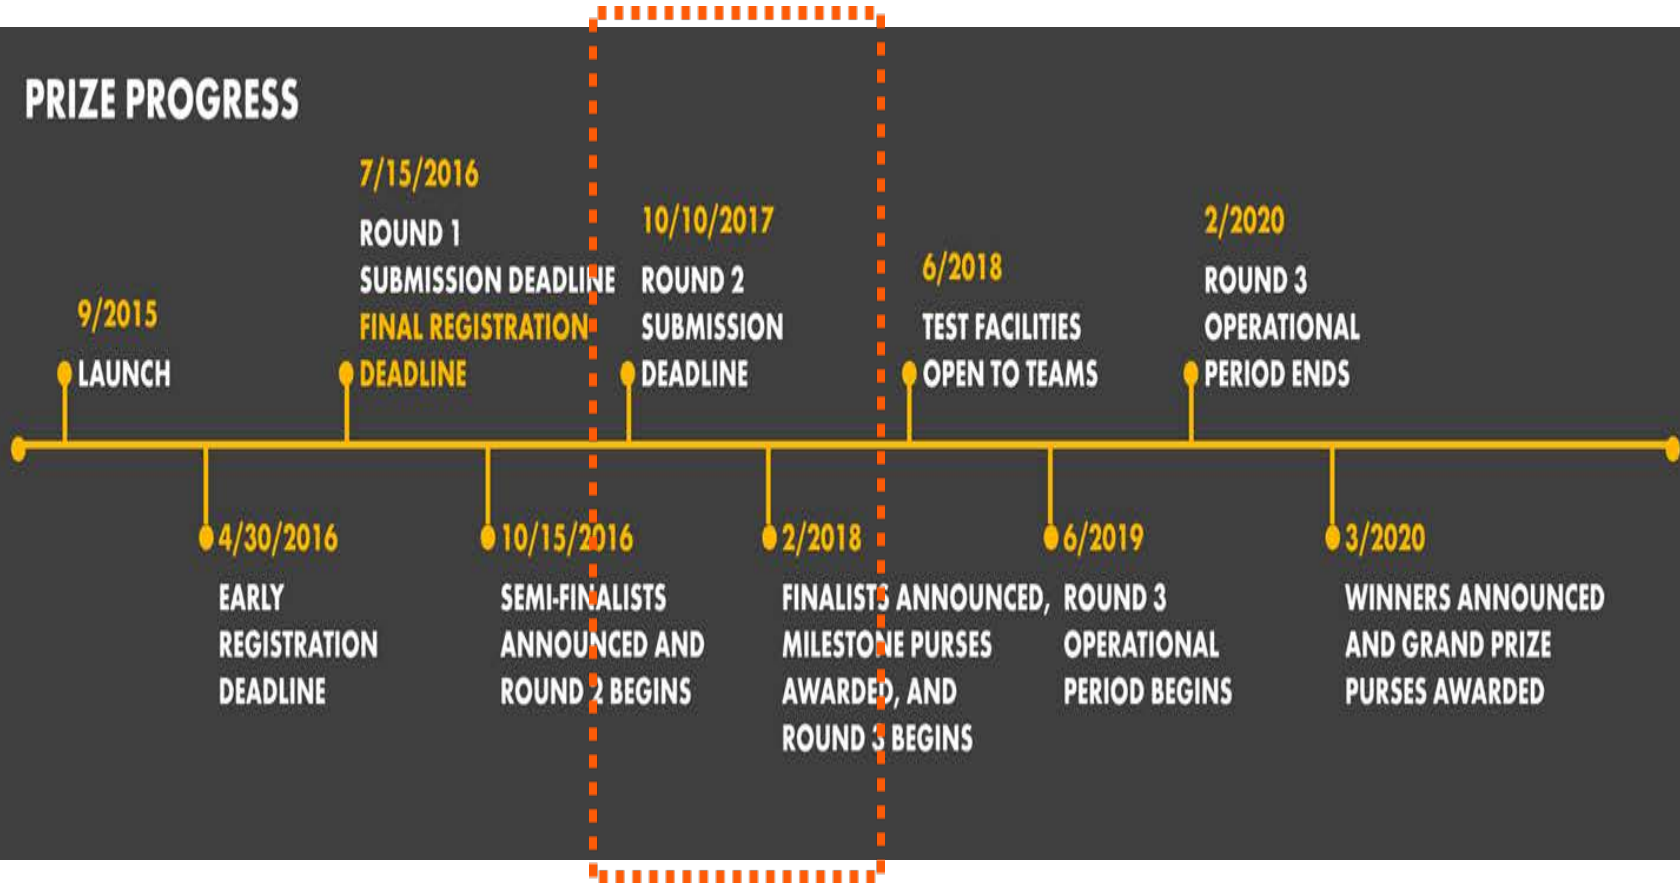 PRIZE PROGRESS
9/2015
LAUNCH
4/30/2016
EARLY
REGISTRATION
DEADLINE
7/15/2016
ROUND 1
SUBMISSION DEADLINE
FINAL REGISTRATION
DEADLINE
10/15/2016
SEMI-FINALISTS
ANNOUNCED AND
ROUND 2 BEGINS
10/10/2017
ROUND 2
SUBMISSION
DEADLINE
2/2018
FINALISTS ANNOUNCED,
MILESTONE PURSES
AWARDED, AND
ROUND 3 BEGINS
6/2018
TEST FACILITIES
OPEN TO TEAMS
6/2019
ROUND 3
OPERATIONAL
PERIOD BEGINS
2/2020
ROUND 3
OPERATIONAL
PERIOD ENDS
3/2020
WINNERS ANNOUNCED
AND GRAND PRIZE
PURSES AWARDED